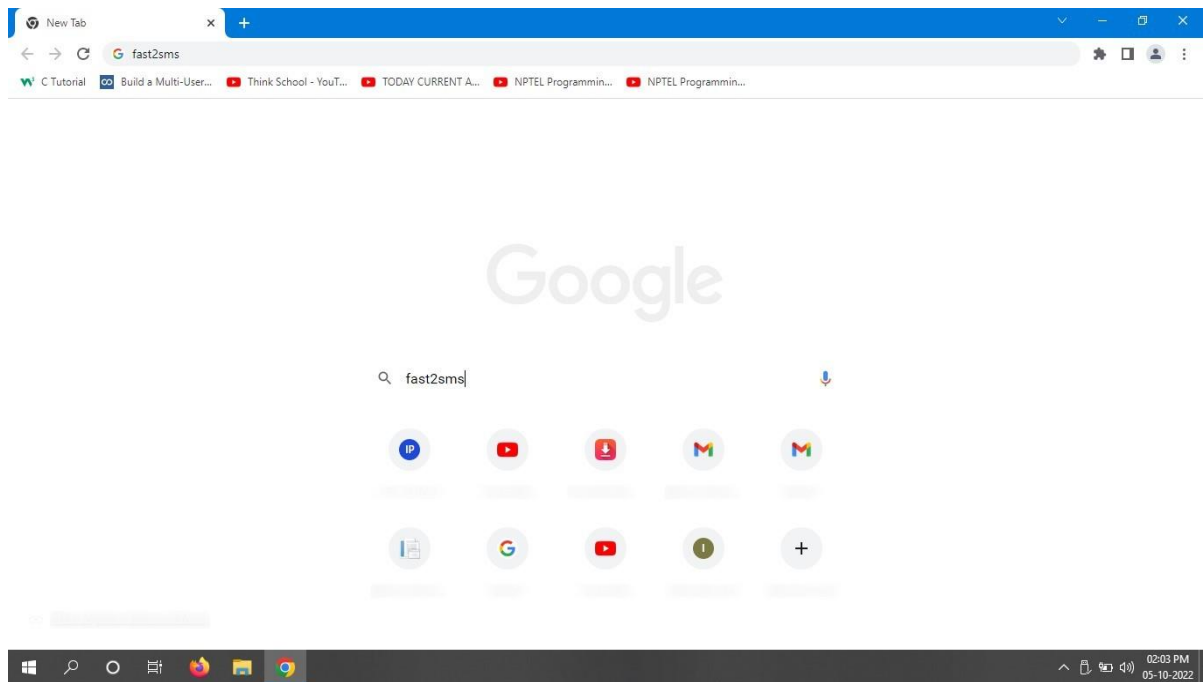 New Tab
fast2sms
C Tutorial Build a Multi-User... Think School - YouT... TODAY CURRENT A... NPTEL Programmin... NPTEL Programmin...
Google
fast2sms
IP
I
02:03 PM
05-10-2022